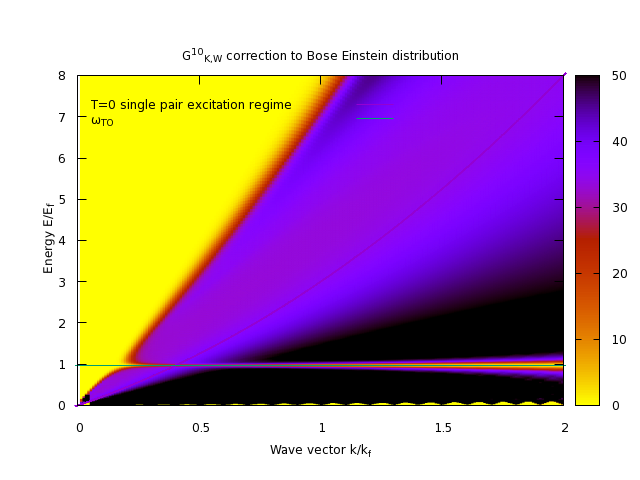 G10K,W correction to Bose Einstein distribution
T=0 single pair excitation regime
ωTO
Energy E/Ef
8
7
6
5
4
3
2
1
0
0 0.5 1 1.5 2
Wave vector k/kf
50
40
30
20
10
0